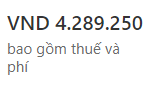 VND 4.289.250
bao gồm thuế và
phí